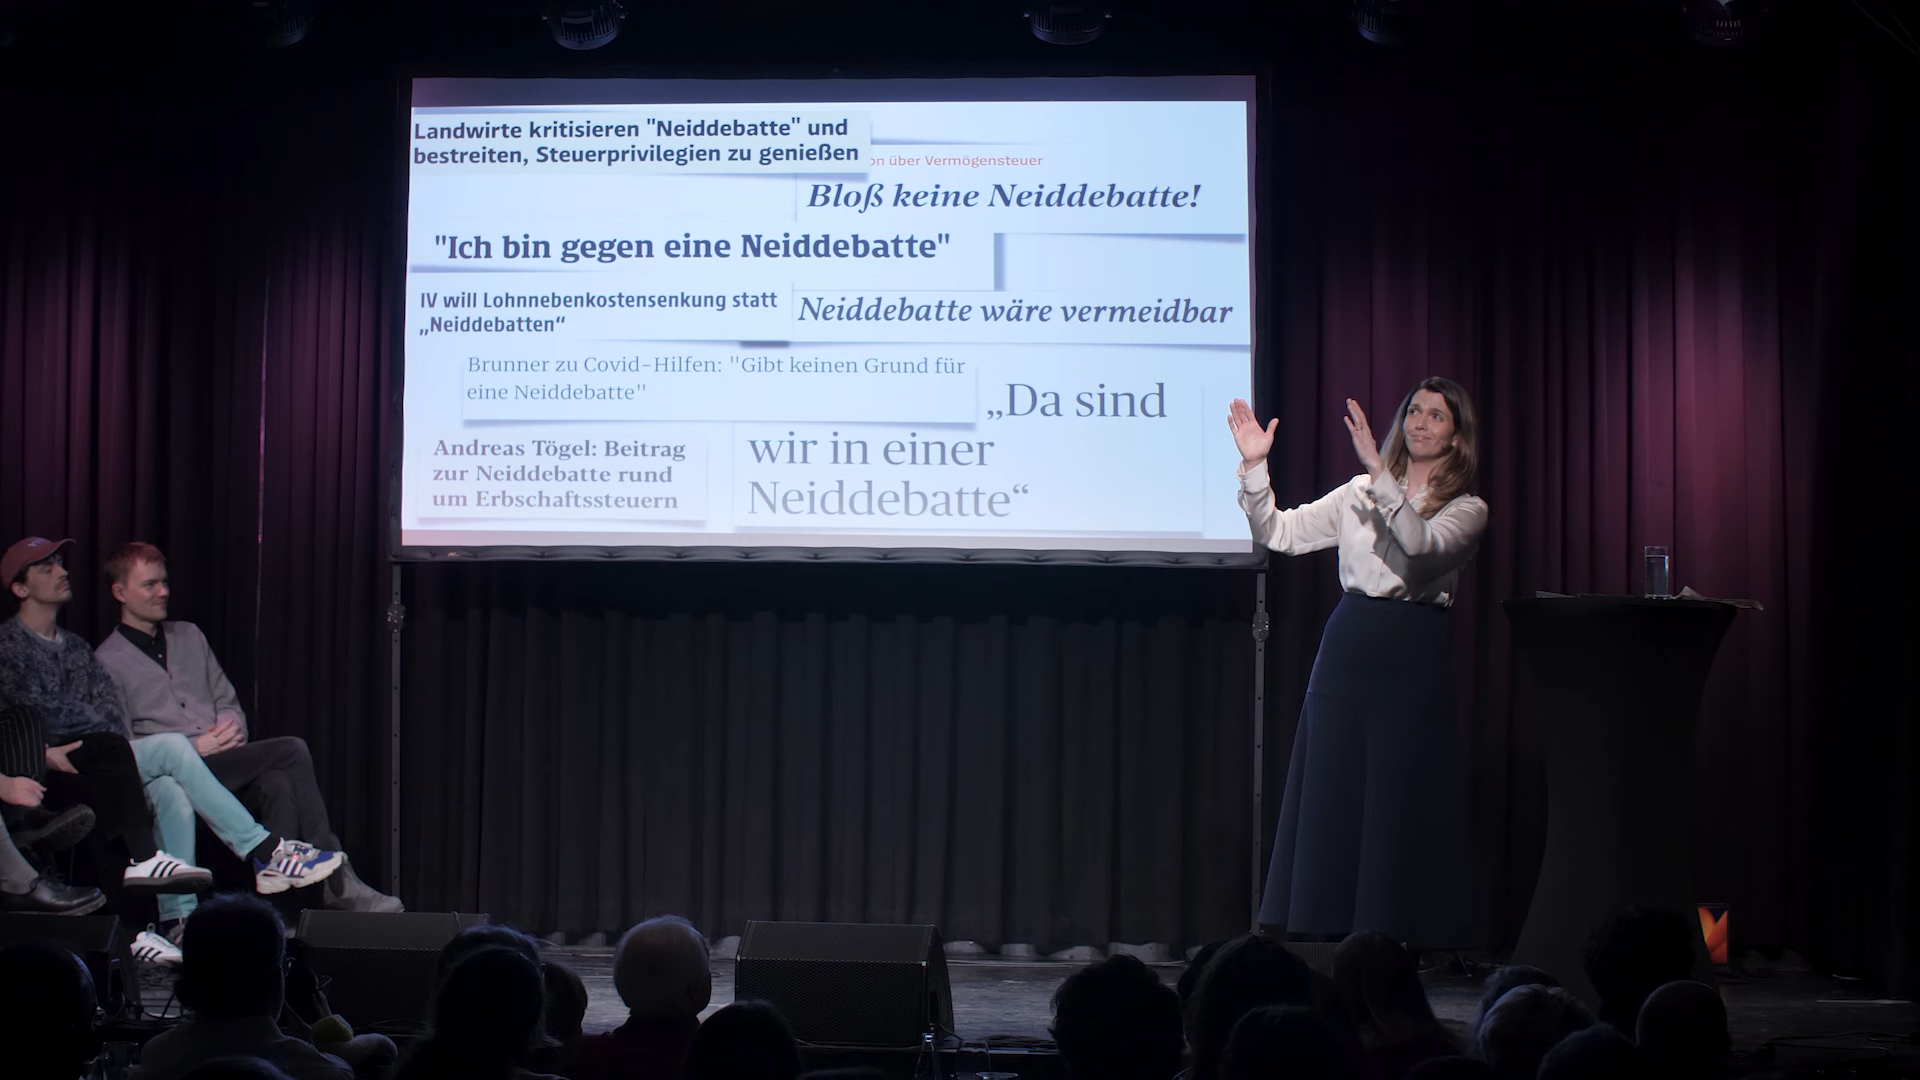 Landwirte kritisieren "Neiddebatte" und
bestreiten, Steuerprivilegien zu genießen
über Vermögensteuer
Bloß keine Neiddebatte!
"Ich bin gegen eine Neiddebatte"
IV will Lohnnebenkostensenkung statt
„Neiddebatten“
Neiddebatte wäre vermeidbar
Brunner zu Covid-Hilfen: "Gibt keinen Grund für
eine Neiddebatte"
„Da sind
wir in einer
Neiddebatte“
Andreas Tögel: Beitrag
zur Neiddebatte rund
um Erbschaftssteuern